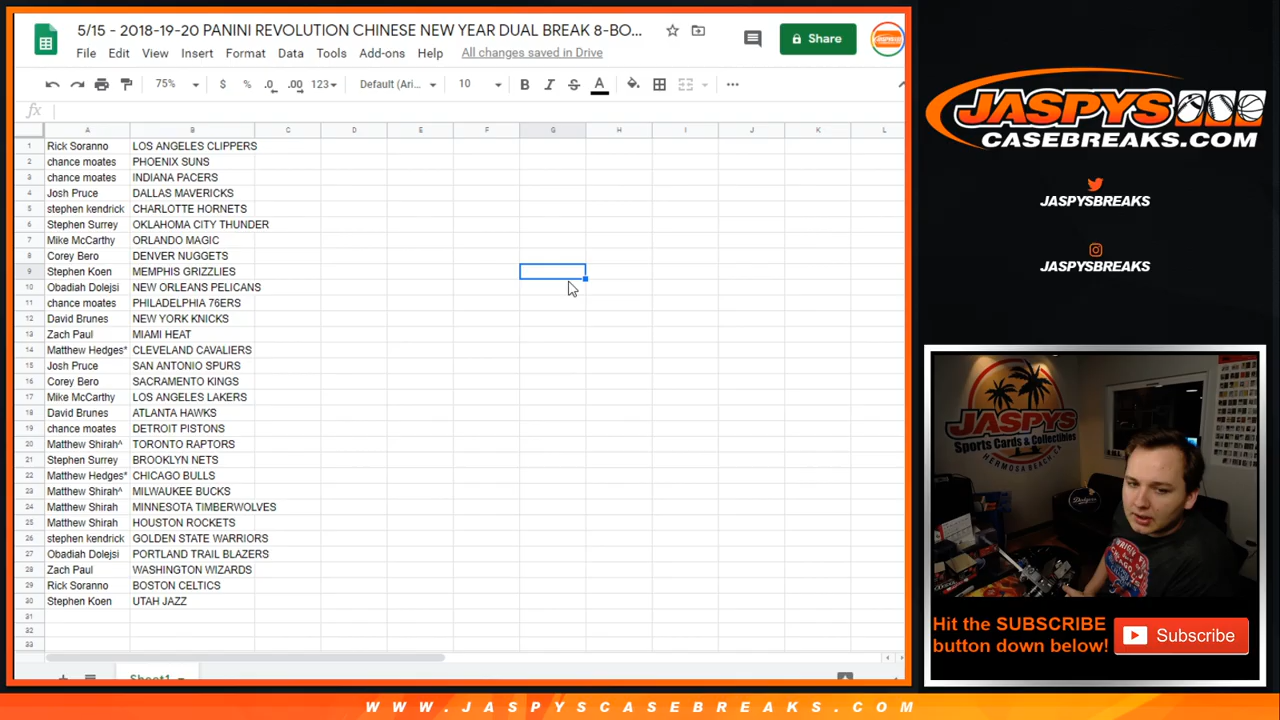 5/15 - 2018-19-20 PANINI REVOLUTION CHINESE NEW YEAR DUAL BREAK 8-BO...
File Edit View Insert Format Data Tools Add-ons Help All changes saved in Drive
Share
75% $ % .0 .00 123 Default (Ari... 10 B I S A
fx
A B C D E F G H I J K L
1 Rick Soranno LOS ANGELES CLIPPERS
2 chance moates PHOENIX SUNS
3 chance moates INDIANA PACERS
4 Josh Pruce DALLAS MAVERICKS
5 stephen kendrick CHARLOTTE HORNETS
6 Stephen Surrey OKLAHOMA CITY THUNDER
7 Mike McCarthy ORLANDO MAGIC
8 Corey Bero DENVER NUGGETS
9 Stephen Koen MEMPHIS GRIZZLIES
10 Obadiah Dolejsi NEW ORLEANS PELICANS
11 chance moates PHILADELPHIA 76ERS
12 David Brunes NEW YORK KNICKS
13 Zach Paul MIAMI HEAT
14 Matthew Hedges* CLEVELAND CAVALIERS
15 Josh Pruce SAN ANTONIO SPURS
16 Corey Bero SACRAMENTO KINGS
17 Mike McCarthy LOS ANGELES LAKERS
18 David Brunes ATLANTA HAWKS
19 chance moates DETROIT PISTONS
20 Matthew Shirah^ TORONTO RAPTORS
21 Stephen Surrey BROOKLYN NETS
22 Matthew Hedges* CHICAGO BULLS
23 Matthew Shirah^ MILWAUKEE BUCKS
24 Matthew Shirah MINNESOTA TIMBERWOLVES
25 Matthew Shirah HOUSTON ROCKETS
26 stephen kendrick GOLDEN STATE WARRIORS
27 Obadiah Dolejsi PORTLAND TRAIL BLAZERS
28 Zach Paul WASHINGTON WIZARDS
29 Rick Soranno BOSTON CELTICS
30 Stephen Koen UTAH JAZZ
31
32
33
Sheet1
JASPYS
CASEBREAKS.COM
JASPYSBREAKS
JASPYSBREAKS
JASPYS
Sports Cards & Collectibles
HERMOSA BEACH, CA
Dodgers
Hit the SUBSCRIBE
button down below!
Subscribe
WWW.JASPYSCASEBREAKS.COM